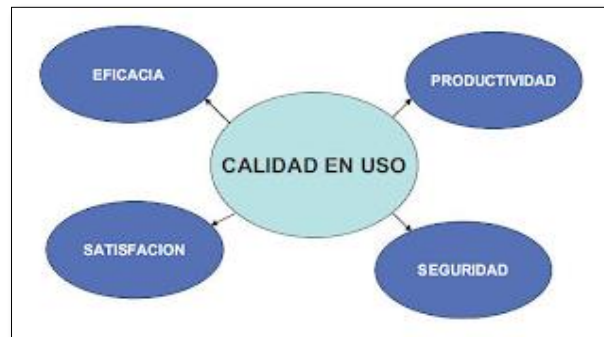 EFICACIA
PRODUCTIVIDAD
CALIDAD EN USO
SATISFACION
SEGURIDAD